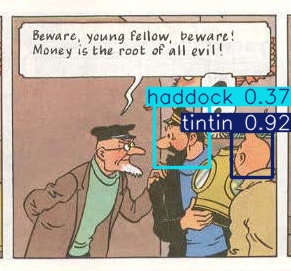 Beware, young fellow, beware!
Money is the root of all evil!
haddock 0.37
tintin 0.92